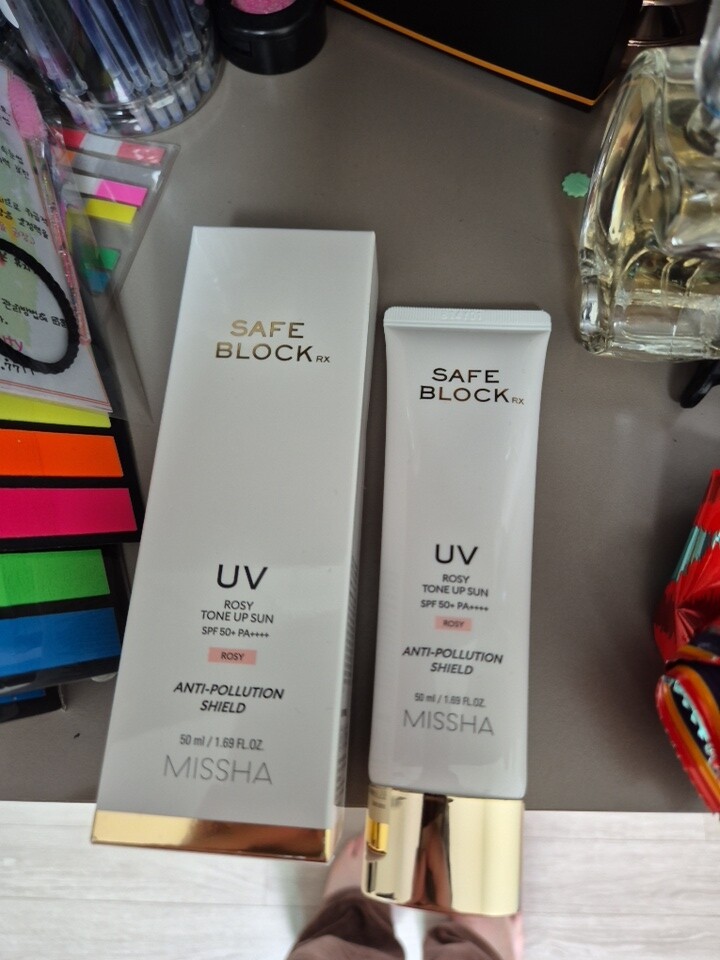 SAFE
BLOCK RX
UV
ROSY
TONE UP SUN
SPF 50+ PA++++
ROSY
ANTI-POLLUTION
SHIELD
50 ml / 1.69 FL.OZ.
MISSHA
SAFE
BLOCK RX
UV
ROSY
TONE UP SUN
SPF 50+ PA++++
ROSY
ANTI-POLLUTION
SHIELD
50 ml / 1.69 FL.OZ.
MISSHA